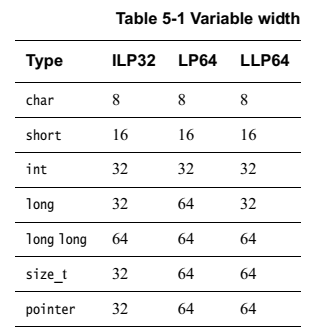 Table 5-1 Variable width
Type ILP32 LP64 LLP64
char 8 8 8
short 16 16 16
int 32 32 32
long 32 64 32
long long 64 64 64
size_t 32 64 64
pointer 32 64 64